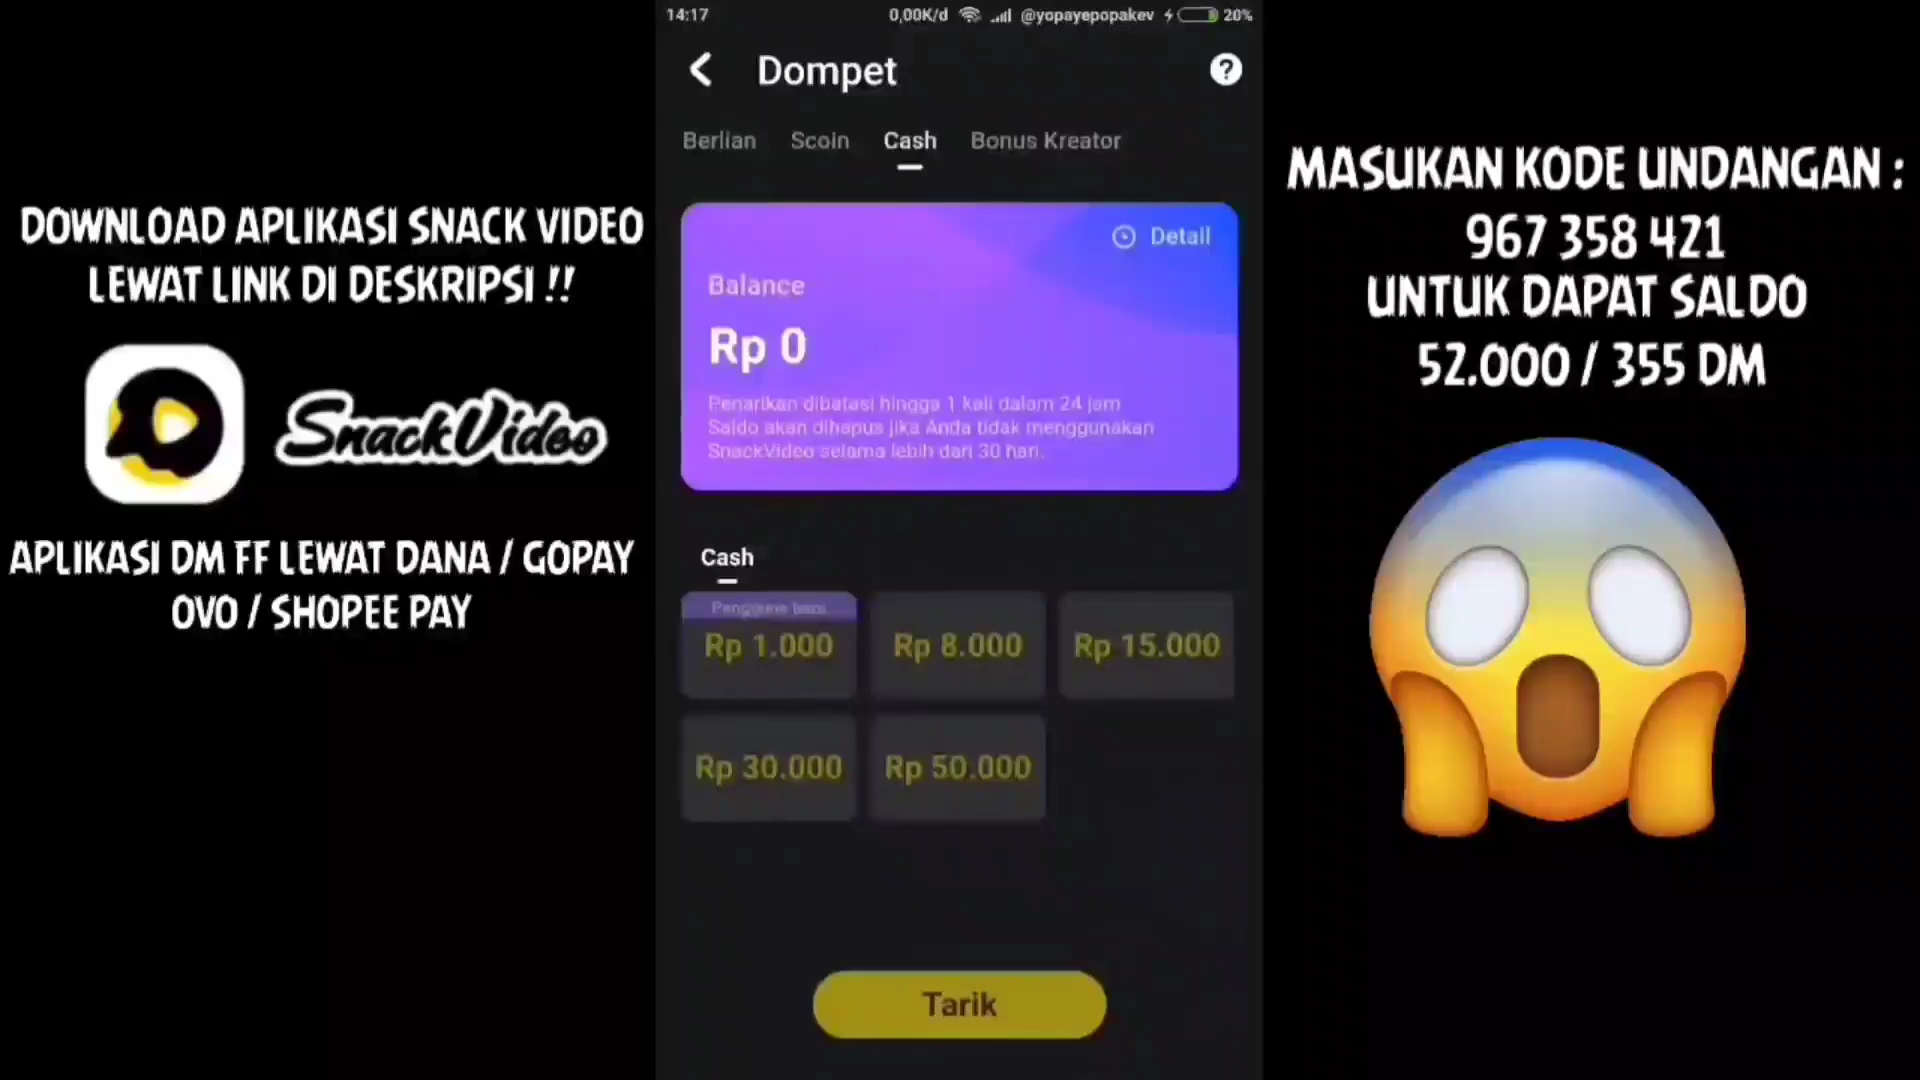 14:17
0,00K/d
@yopayepopakev
20%
Dompet
?
Berlian
Scoin
Cash
Bonus Kreator
Detail
Balance
Rp 0
Penarikan dibatasi hingga 1 kali dalam 24 jam
Saldo akan dihapus jika Anda tidak menggunakan
SnackVideo selama lebih dari 30 hari.
Cash
Pengguna baru
Rp 1.000
Rp 8.000
Rp 15.000
Rp 30.000
Rp 50.000
Tarik
DOWNLOAD APLIKASI SNACK VIDEO
LEWAT LINK DI DESKRIPSI !!
SnackVideo
APLIKASI DM FF LEWAT DANA / GOPAY
OVO / SHOPEE PAY
MASUKAN KODE UNDANGAN :
967 358 421
UNTUK DAPAT SALDO
52.000 / 355 DM